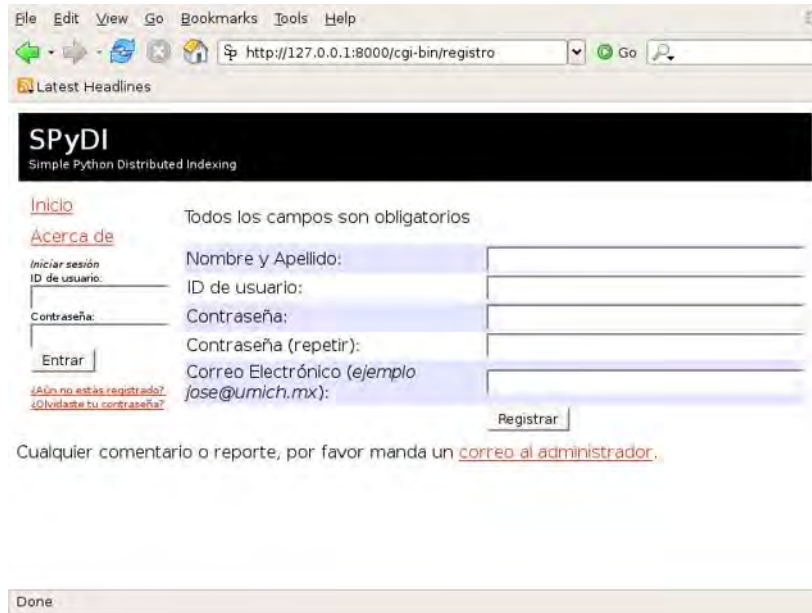 File Edit View Go Bookmarks Tools Help
http://127.0.0.1:8000/cgi-bin/registro Go
Latest Headlines
SPyDI
Simple Python Distributed Indexing
Inicio
Acerca de
Iniciar sesión
ID de usuario:
Contraseña:
Entrar
¿Aún no estás registrado?
¿Olvidaste tu contraseña?
Todos los campos son obligatorios
Nombre y Apellido:
ID de usuario:
Contraseña:
Contraseña (repetir):
Correo Electrónico (ejemplo
jose@umich.mx):
Registrar
Cualquier comentario o reporte, por favor manda un correo al administrador.
Done